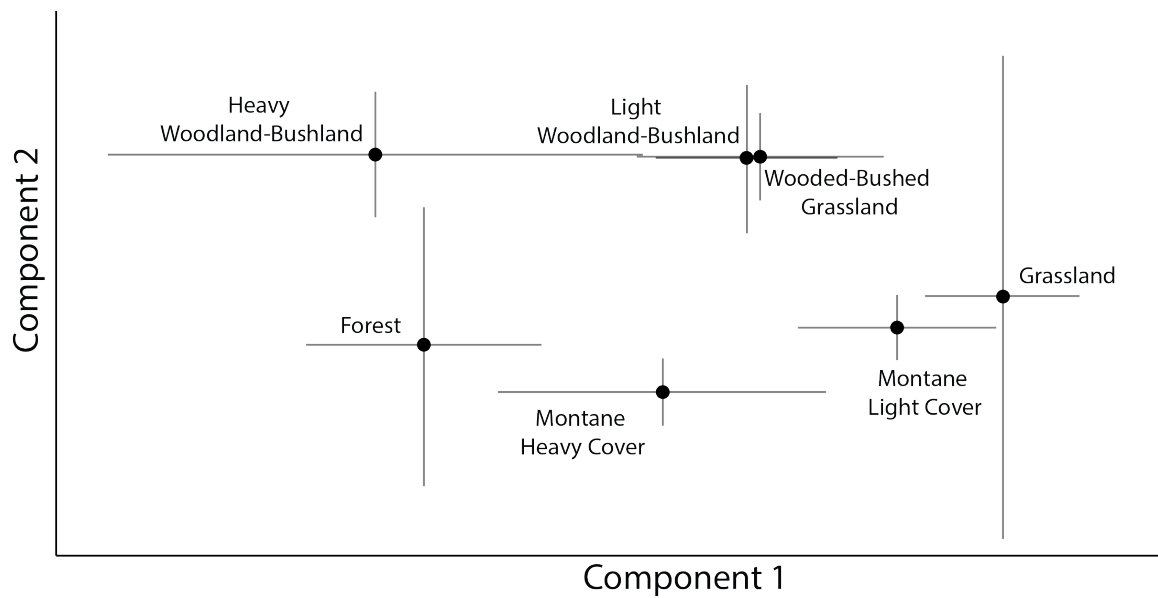 Heavy
Woodland-Bushland
Light
Woodland-Bushland
Wooded-Bushed
Grassland
Grassland
Forest
Montane
Light Cover
Montane
Heavy Cover
Component 2
Component 1